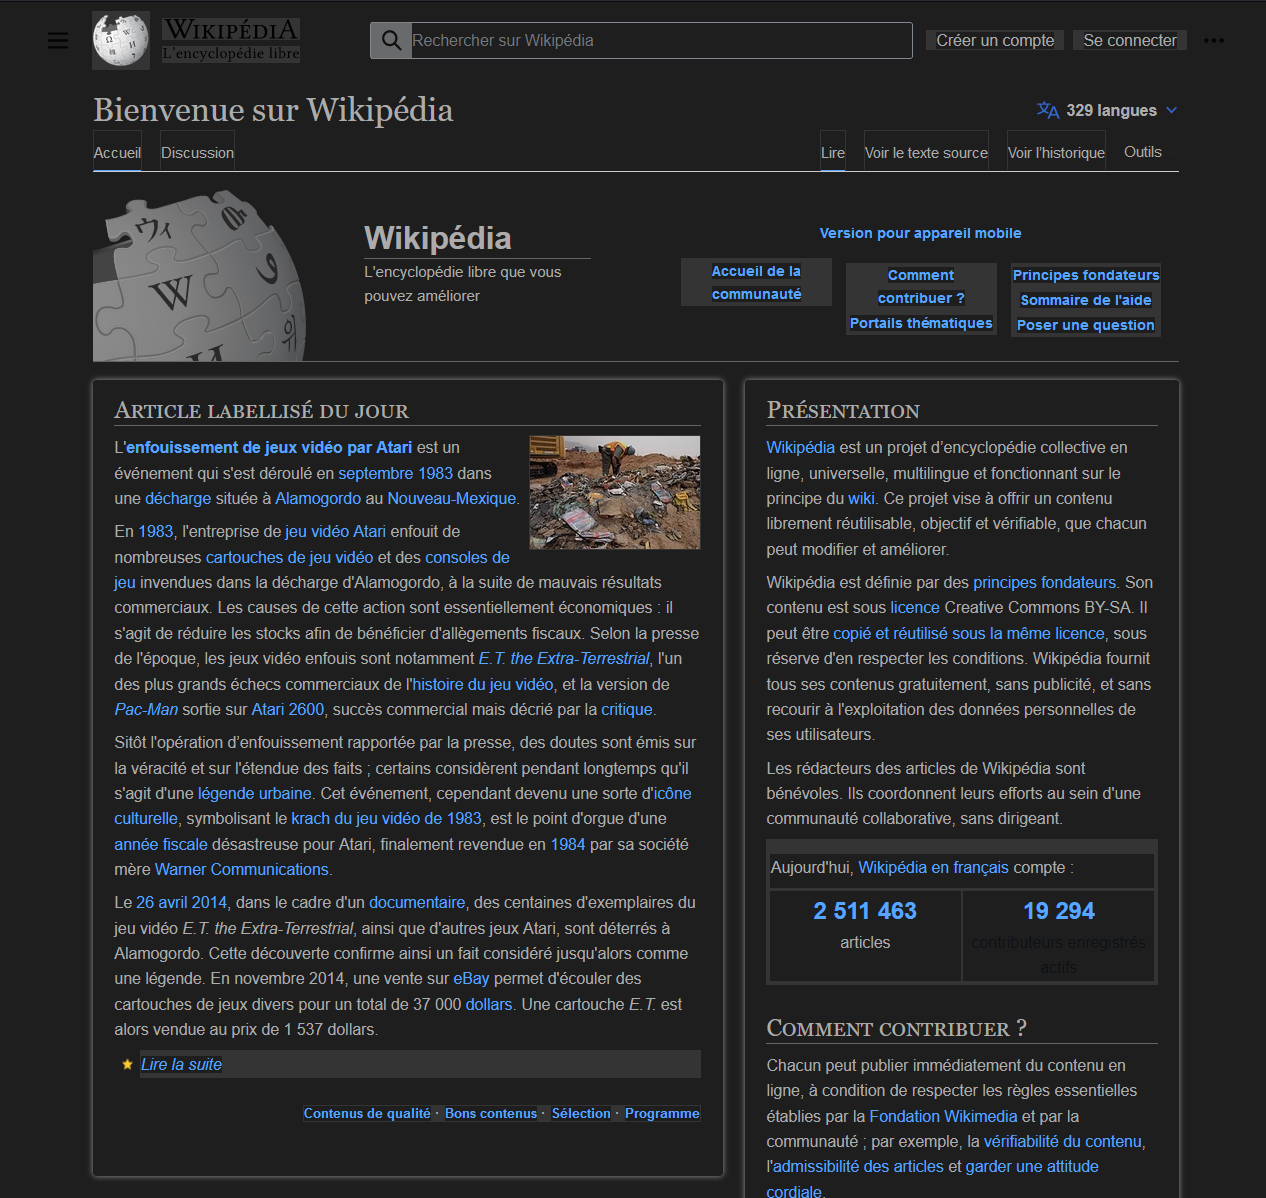 WIKIPÉDIA
L'encyclopédie libre
Rechercher sur Wikipédia
Créer un compte
Se connecter
Bienvenue sur Wikipédia
329 langues
Accueil
Discussion
Lire
Voir le texte source
Voir l'historique
Outils
Wikipédia
L'encyclopédie libre que vous
pouvez améliorer
Version pour appareil mobile
Accueil de la
communauté
Comment
contribuer ?
Portails thématiques
Principes fondateurs
Sommaire de l'aide
Poser une question
Article labellisé du jour
L'enfouissement de jeux vidéo par Atari est un
événement qui s'est déroulé en septembre 1983 dans
une décharge située à Alamogordo au Nouveau-Mexique.
En 1983, l'entreprise de jeu vidéo Atari enfouit de
nombreuses cartouches de jeu vidéo et des consoles de
jeu invendues dans la décharge d'Alamogordo, à la suite de mauvais résultats
commerciaux. Les causes de cette action sont essentiellement économiques : il
s'agit de réduire les stocks afin de bénéficier d'allègements fiscaux. Selon la presse
de l'époque, les jeux vidéo enfouis sont notamment E.T. the Extra-Terrestrial, l'un
des plus grands échecs commerciaux de l'histoire du jeu vidéo, et la version de
Pac-Man sortie sur Atari 2600, succès commercial mais décrié par la critique.
Sitôt l'opération d’enfouissement rapportée par la presse, des doutes sont émis sur
la véracité et sur l'étendue des faits ; certains considèrent pendant longtemps qu'il
s'agit d'une légende urbaine. Cet événement, cependant devenu une sorte d'icône
culturelle, symbolisant le krach du jeu vidéo de 1983, est le point d'orgue d'une
année fiscale désastreuse pour Atari, finalement revendue en 1984 par sa société
mère Warner Communications.
Le 26 avril 2014, dans le cadre d'un documentaire, des centaines d'exemplaires du
jeu vidéo E.T. the Extra-Terrestrial, ainsi que d'autres jeux Atari, sont déterrés à
Alamogordo. Cette découverte confirme ainsi un fait considéré jusqu'alors comme
une légende. En novembre 2014, une vente sur eBay permet d'écouler des
cartouches de jeux divers pour un total de 37 000 dollars. Une cartouche E.T. est
alors vendue au prix de 1 537 dollars.
Lire la suite
Contenus de qualité · Bons contenus · Sélection · Programme
Présentation
Wikipédia est un projet d’encyclopédie collective en
ligne, universelle, multilingue et fonctionnant sur le
principe du wiki. Ce projet vise à offrir un contenu
librement réutilisable, objectif et vérifiable, que chacun
peut modifier et améliorer.
Wikipédia est définie par des principes fondateurs. Son
contenu est sous licence Creative Commons BY-SA. Il
peut être copié et réutilisé sous la même licence, sous
réserve d'en respecter les conditions. Wikipédia fournit
tous ses contenus gratuitement, sans publicité, et sans
recourir à l'exploitation des données personnelles de
ses utilisateurs.
Les rédacteurs des articles de Wikipédia sont
bénévoles. Ils coordonnent leurs efforts au sein d'une
communauté collaborative, sans dirigeant.
Aujourd'hui, Wikipédia en français compte :
2 511 463
articles
19 294
contributeurs enregistrés
actifs
Comment contribuer ?
Chacun peut publier immédiatement du contenu en
ligne, à condition de respecter les règles essentielles
établies par la Fondation Wikimedia et par la
communauté ; par exemple, la vérifiabilité du contenu,
l'admissibilité des articles et garder une attitude
cordiale.